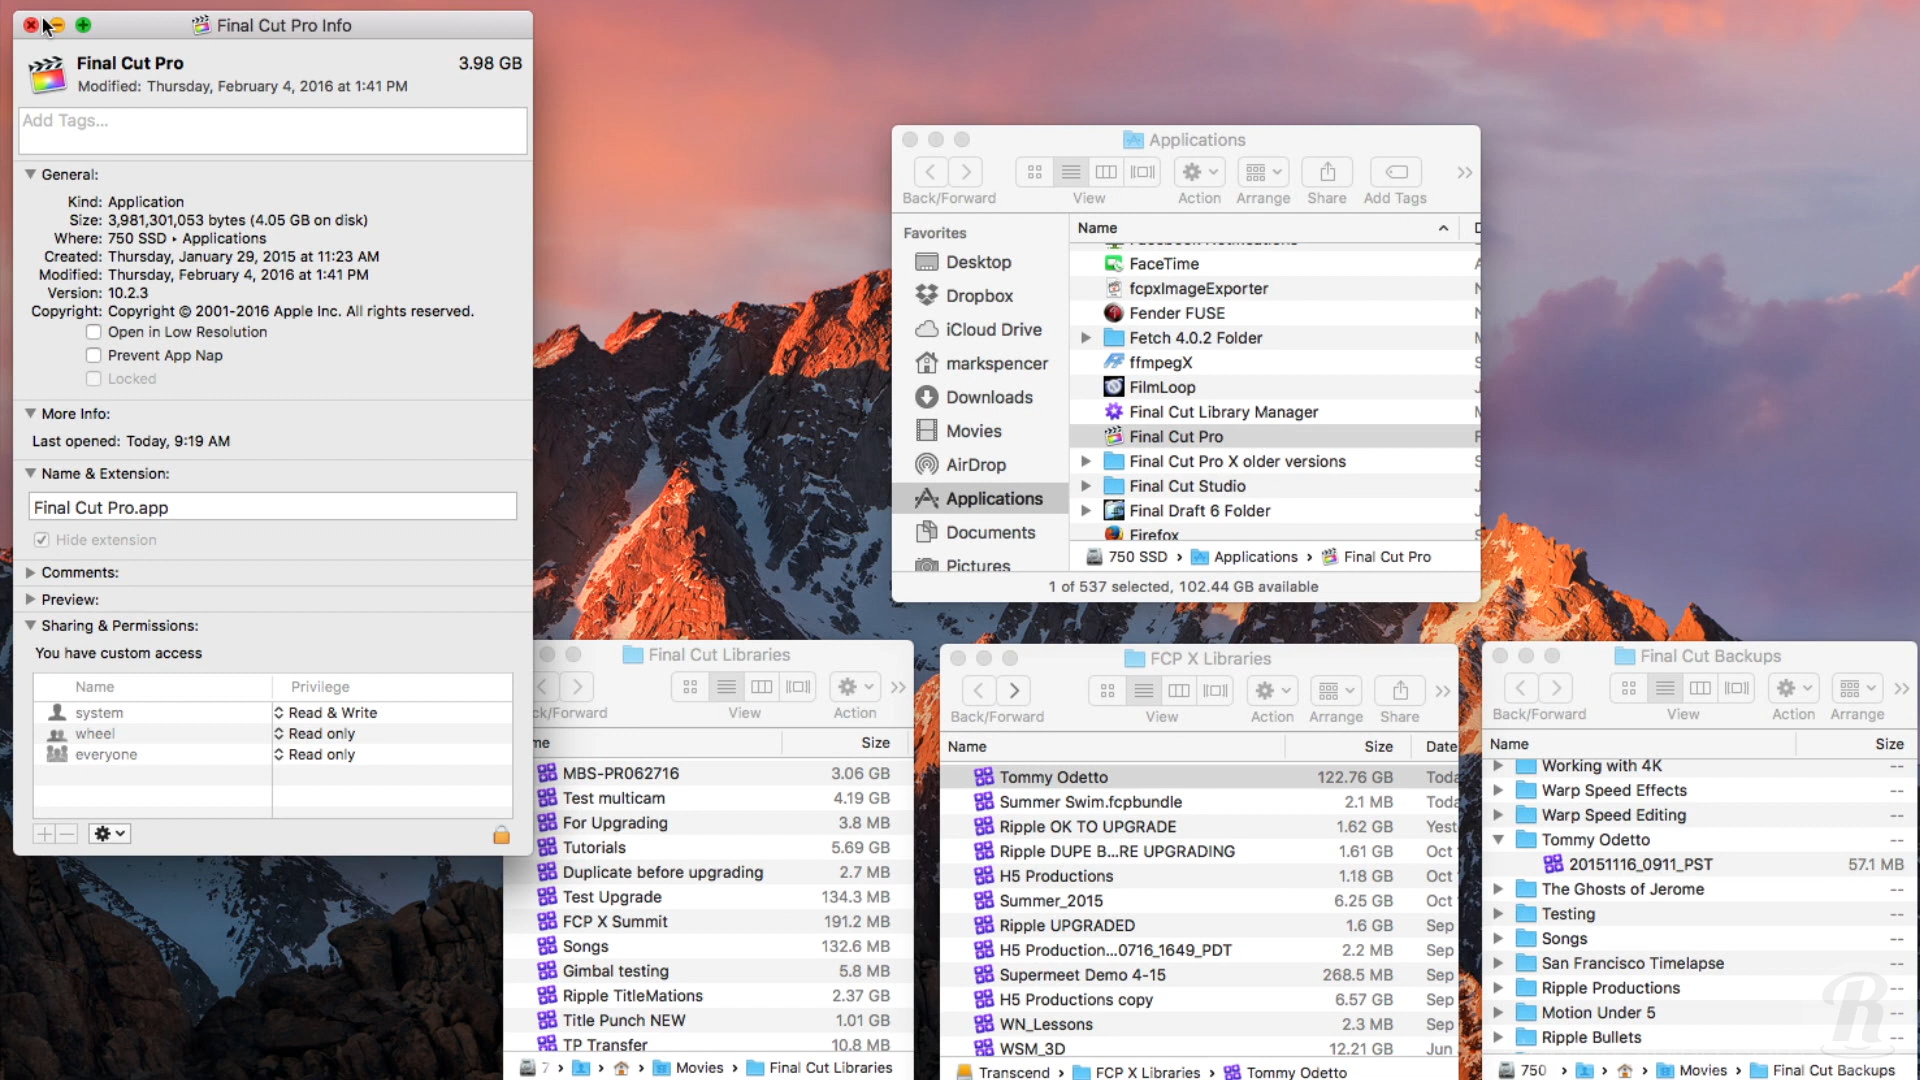 Final Cut Pro Info
Final Cut Pro 3.98 GB
Modified: Thursday, February 4, 2016 at 1:41 PM
Add Tags...
General:
Kind: Application
Size: 3,981,301,053 bytes (4.05 GB on disk)
Where: 750 SSD ‣ Applications
Created: Thursday, January 29, 2015 at 11:23 AM
Modified: Thursday, February 4, 2016 at 1:41 PM
Version: 10.2.3
Copyright: Copyright © 2001-2016 Apple Inc. All rights reserved.
Open in Low Resolution
Prevent App Nap
Locked
More Info:
Last opened: Today, 9:19 AM
Name & Extension:
Final Cut Pro.app
Hide extension
Comments:
Preview:
Sharing & Permissions:
You have custom access
Name Privilege
system Read & Write
wheel Read only
everyone Read only
Applications
Back/Forward View Action Arrange Share Add Tags
Favorites
Desktop
Dropbox
iCloud Drive
markspencer
Downloads
Movies
AirDrop
Applications
Documents
Pictures
Name
FaceTime
fcpxImageExporter
Fender FUSE
Fetch 4.0.2 Folder
ffmpegX
FilmLoop
Final Cut Library Manager
Final Cut Pro
Final Cut Pro X older versions
Final Cut Studio
Final Draft 6 Folder
Firefox
750 SSD › Applications › Final Cut Pro
1 of 537 selected, 102.44 GB available
Final Cut Libraries
ck/Forward View Action
me Size
MBS-PR062716 3.06 GB
Test multicam 4.19 GB
For Upgrading 3.8 MB
Tutorials 5.69 GB
Duplicate before upgrading 2.7 MB
Test Upgrade 134.3 MB
FCP X Summit 191.2 MB
Songs 132.6 MB
Gimbal testing 5.8 MB
Ripple TitleMations 2.37 GB
Title Punch NEW 1.01 GB
TP Transfer 10.8 MB
7 › › › Movies › Final Cut Libraries
FCP X Libraries
Back/Forward View Action Arrange Share
Name Size Date
Tommy Odetto 122.76 GB Toda
Summer Swim.fcpbundle 2.1 MB Toda
Ripple OK TO UPGRADE 1.62 GB Yest
Ripple DUPE B...RE UPGRADING 1.61 GB Oct
H5 Productions 1.18 GB Oct
Summer_2015 6.25 GB Oct
Ripple UPGRADED 1.6 GB Sep
H5 Production...0716_1649_PDT 2.2 MB Sep
Supermeet Demo 4-15 268.5 MB Sep
H5 Productions copy 6.57 GB Sep
WN_Lessons 2.3 MB Sep
WSM_3D 12.21 GB Jun
Transcend › FCP X Libraries › Tommy Odetto
Final Cut Backups
Back/Forward View Action Arrange
Name Size
Working with 4K --
Warp Speed Effects --
Warp Speed Editing --
Tommy Odetto --
20151116_0911_PST 57.1 MB
The Ghosts of Jerome --
Testing --
Songs --
San Francisco Timelapse --
Ripple Productions --
Motion Under 5 --
Ripple Bullets --
750 › › › Movies › Final Cut Backups
R